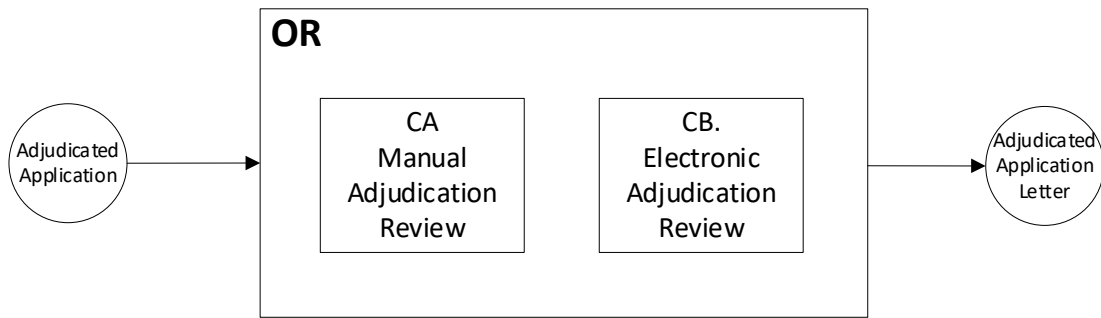 OR
Adjudicated
Application
CA
Manual
Adjudication
Review
CB.
Electronic
Adjudication
Review
Adjudicated
Application
Letter